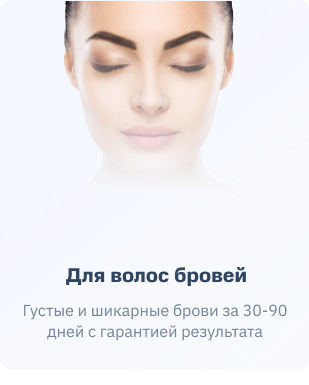 Для волос бровей
Густые и шикарные брови за 30-90
дней с гарантией результата